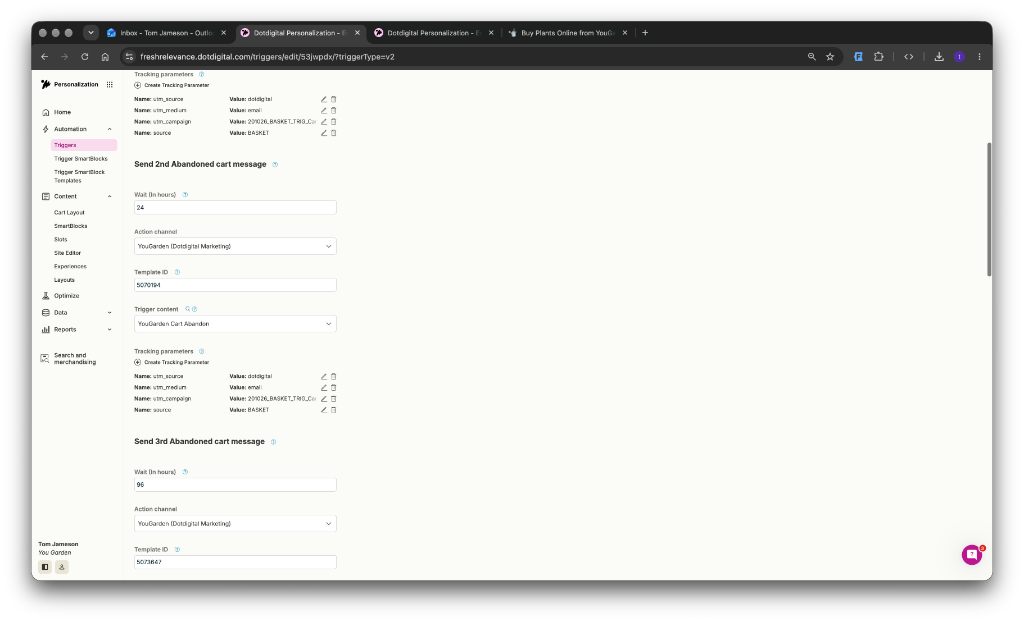 Inbox - Tom Jameson - Outlo
Dotdigital Personalization - E
Dotdigital Personalization - E
Buy Plants Online from YouG
freshrelevance.dotdigital.com/triggers/edit/53jwpdx/?triggerType=v2
Personalization
Home
Automation
Triggers
Trigger SmartBlocks
Trigger SmartBlock
Templates
Content
Cart Layout
SmartBlocks
Slots
Site Editor
Experiences
Layouts
Optimize
Data
Reports
Search and
merchandising
Tom Jameson
You Garden
Tracking parameters
Create Tracking Parameter
Name: utm_source Value: dotdigital
Name: utm_medium Value: email
Name: utm_campaign Value: 201026_BASKET_TRIG_Car
Name: source Value: BASKET
Send 2nd Abandoned cart message
Wait (In hours)
24
Action channel
YouGarden (Dotdigital Marketing)
Template ID
5070194
Trigger content
YouGarden Cart Abandon
Tracking parameters
Create Tracking Parameter
Name: utm_source Value: dotdigital
Name: utm_medium Value: email
Name: utm_campaign Value: 201026_BASKET_TRIG_Car
Name: source Value: BASKET
Send 3rd Abandoned cart message
Wait (In hours)
96
Action channel
YouGarden (Dotdigital Marketing)
Template ID
5073647